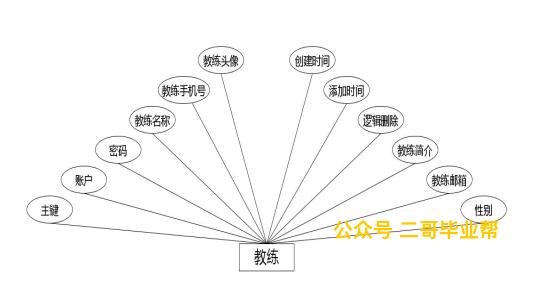 教练头像
创建时间
教练手机号
添加时间
教练名称
逻辑删除
密码
教练简介
账户
教练邮箱
主键
性别
公众号 二哥毕业帮
教练